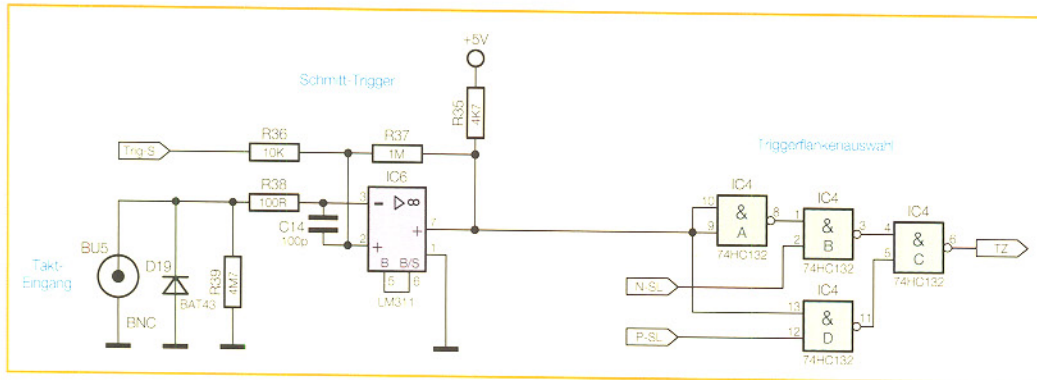 +5V
Schmitt-Trigger
R35
4K7
R36
10K
R37
1M
Trig-S
Triggerflankenauswahl
IC6
R38
100R
3
-
▷ 8
C14
100p
7
+
2
+
1
B
B/S
5
6
LM311
BU5
Takt-
Eingang
BNC
D19
BAT43
R39
4M7
IC4
10
9
&
A
8
74HC132
IC4
1
2
&
B
3
74HC132
IC4
4
5
&
C
6
74HC132
TZ
N-SL
IC4
13
12
&
D
11
74HC132
P-SL